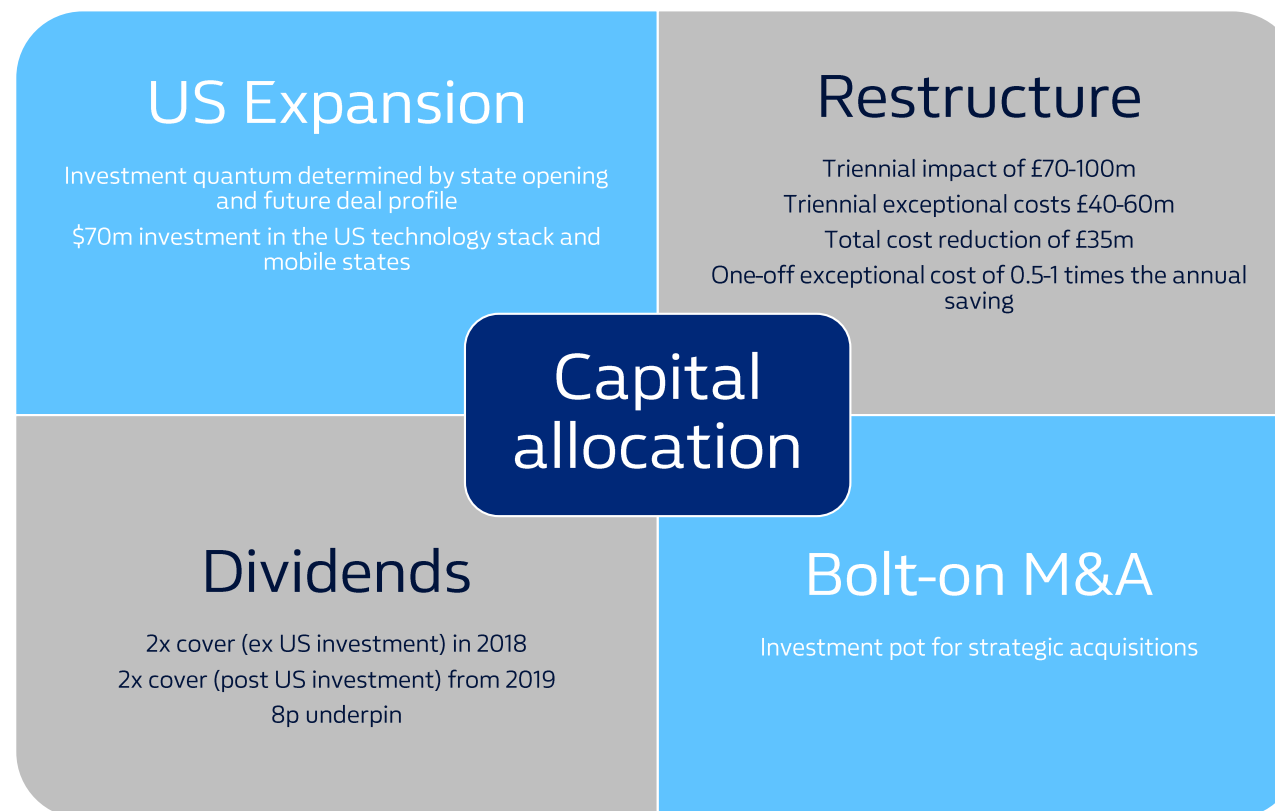 US Expansion
Investment quantum determined by state opening
and future deal profile
$70m investment in the US technology stack and
mobile states
Restructure
Triennial impact of £70-100m
Triennial exceptional costs £40-60m
Total cost reduction of £35m
One-off exceptional cost of 0.5-1 times the annual
saving
Capital
allocation
Dividends
2x cover (ex US investment) in 2018
2x cover (post US investment) from 2019
8p underpin
Bolt-on M&A
Investment pot for strategic acquisitions